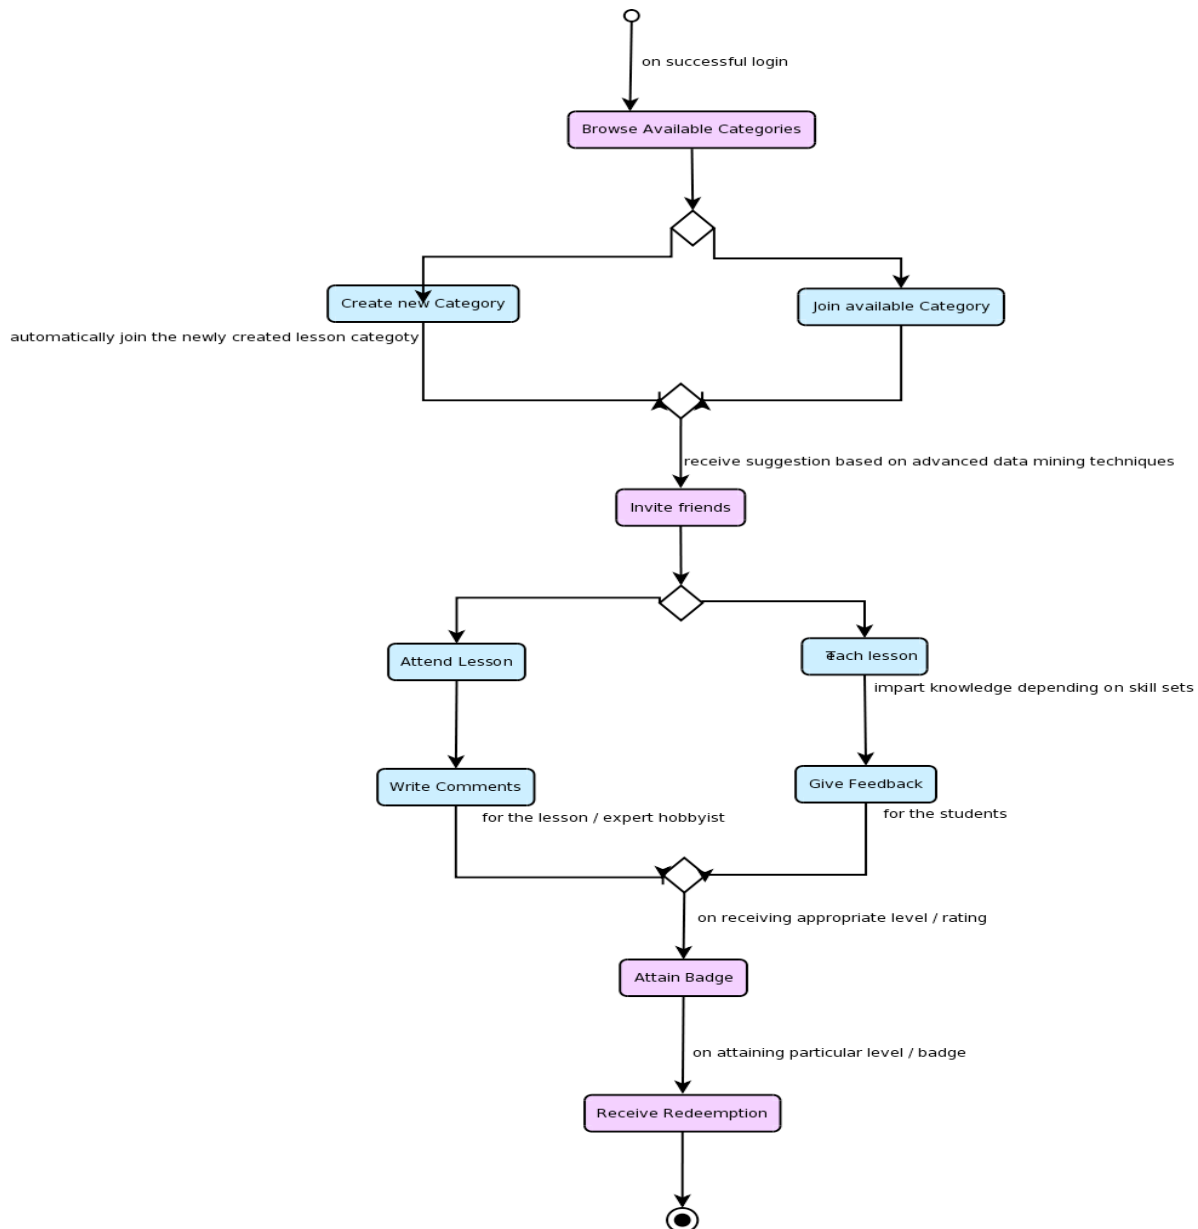 on successful login
Browse Available Categories
Create new Category
Join available Category
automatically join the newly created lesson categoty
receive suggestion based on advanced data mining techniques
Invite friends
Attend Lesson
Teach lesson
impart knowledge depending on skill sets
Write Comments
Give Feedback
for the lesson / expert hobbyist
for the students
on receiving appropriate level / rating
Attain Badge
on attaining particular level / badge
Receive Redeemption